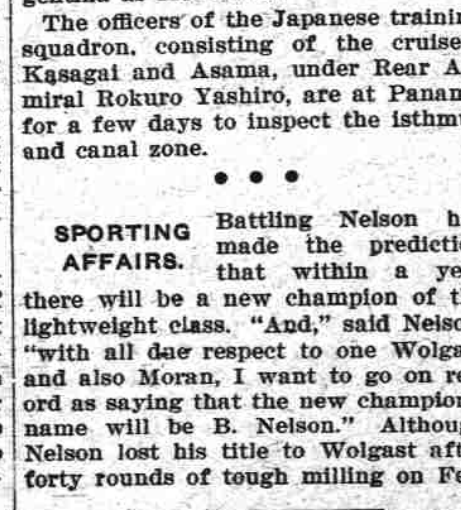 The officers of the Japanese traini
squadron, consisting of the cruise
Kasagai and Asama, under Rear A
miral Rokuro Yashiro, are at Panam
for a few days to inspect the isthm
and canal zone.
• • •
SPORTING AFFAIRS.
Battling Nelson h
made the predicti
that within a ye
there will be a new champion of t
lightweight class. "And," said Nelso
"with all due respect to one Wolga
and also Moran, I want to go on re
ord as saying that the new champion
name will be B. Nelson." Althoug
Nelson lost his title to Wolgast aft
forty rounds of tough milling on Fe